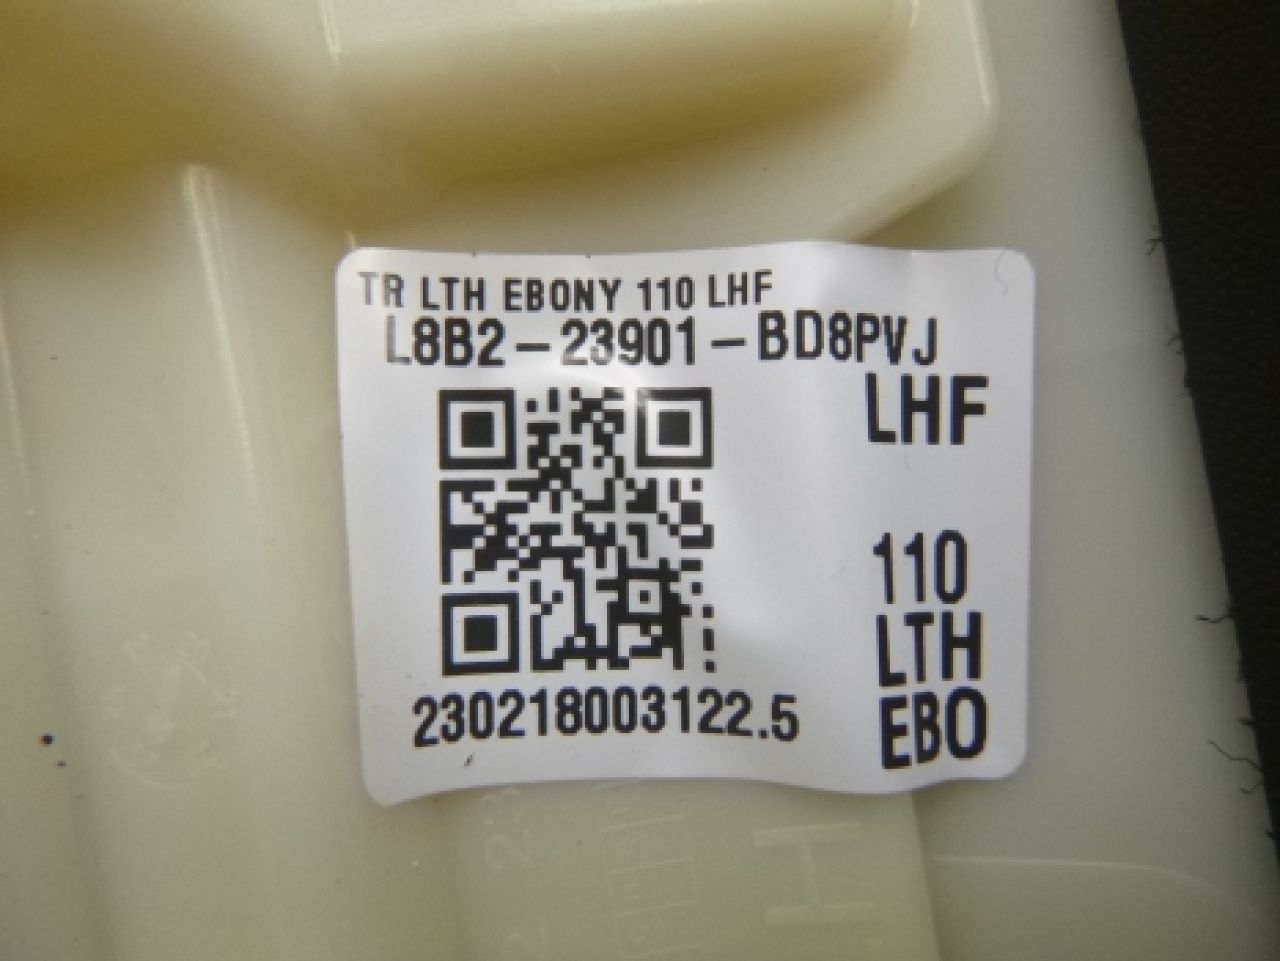 TR LTH EBONY 110 LHF
L8B2-23901-BD8PVJ
LHF
110
LTH
EBO
230218003122.5